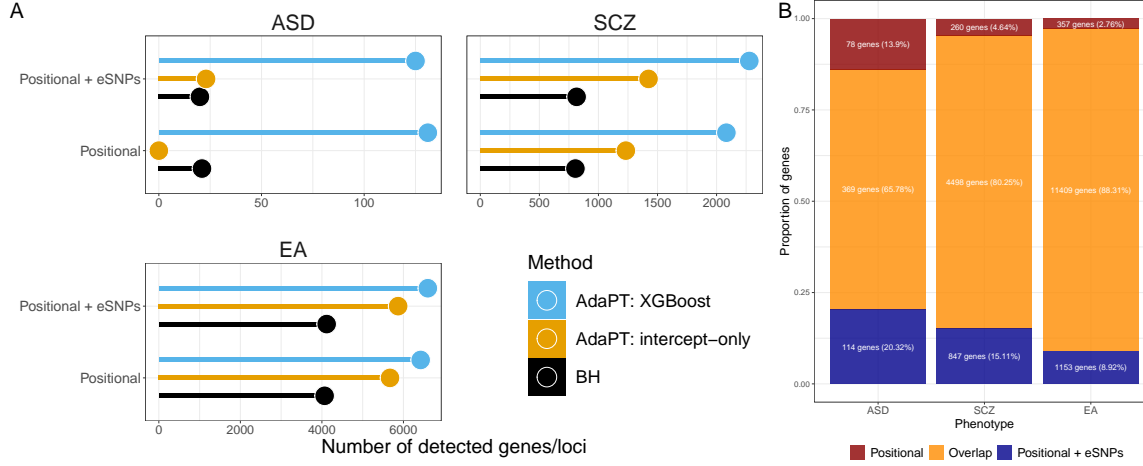 A
ASD
SCZ
Positional + eSNPs
Positional
0
50
100
0
500
1000
1500
2000
EA
Positional + eSNPs
Positional
0
2000
4000
6000
Number of detected genes/loci
Method
AdaPT: XGBoost
AdaPT: intercept−only
BH
B
Proportion of genes
1.00
0.75
0.50
0.25
0.00
78 genes (13.9%)
260 genes (4.64%)
357 genes (2.76%)
369 genes (65.78%)
4498 genes (80.25%)
11409 genes (88.31%)
114 genes (20.32%)
847 genes (15.11%)
1153 genes (8.92%)
ASD
SCZ
EA
Phenotype
Positional
Overlap
Positional + eSNPs